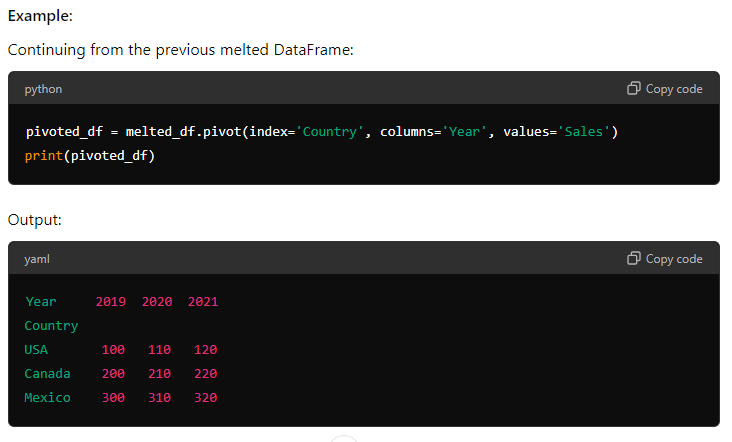 Example:
Continuing from the previous melted DataFrame:
python Copy code
pivoted_df = melted_df.pivot(index='Country', columns='Year', values='Sales')
print(pivoted_df)
Output:
yaml Copy code
Year 2019 2020 2021
Country
USA 100 110 120
Canada 200 210 220
Mexico 300 310 320